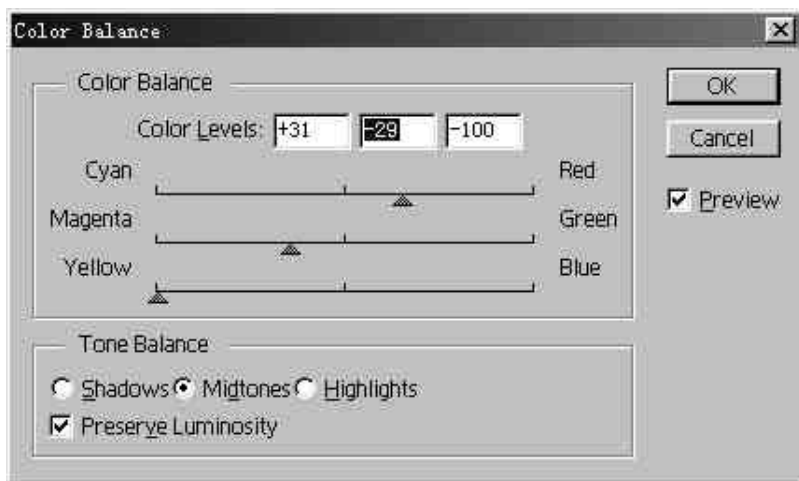 Color Balance
Color Balance
Color Levels: +31 -29 -100
Cyan Red
Magenta Green
Yellow Blue
Tone Balance
Shadows Midtones Highlights
Preserve Luminosity
OK
Cancel
Preview